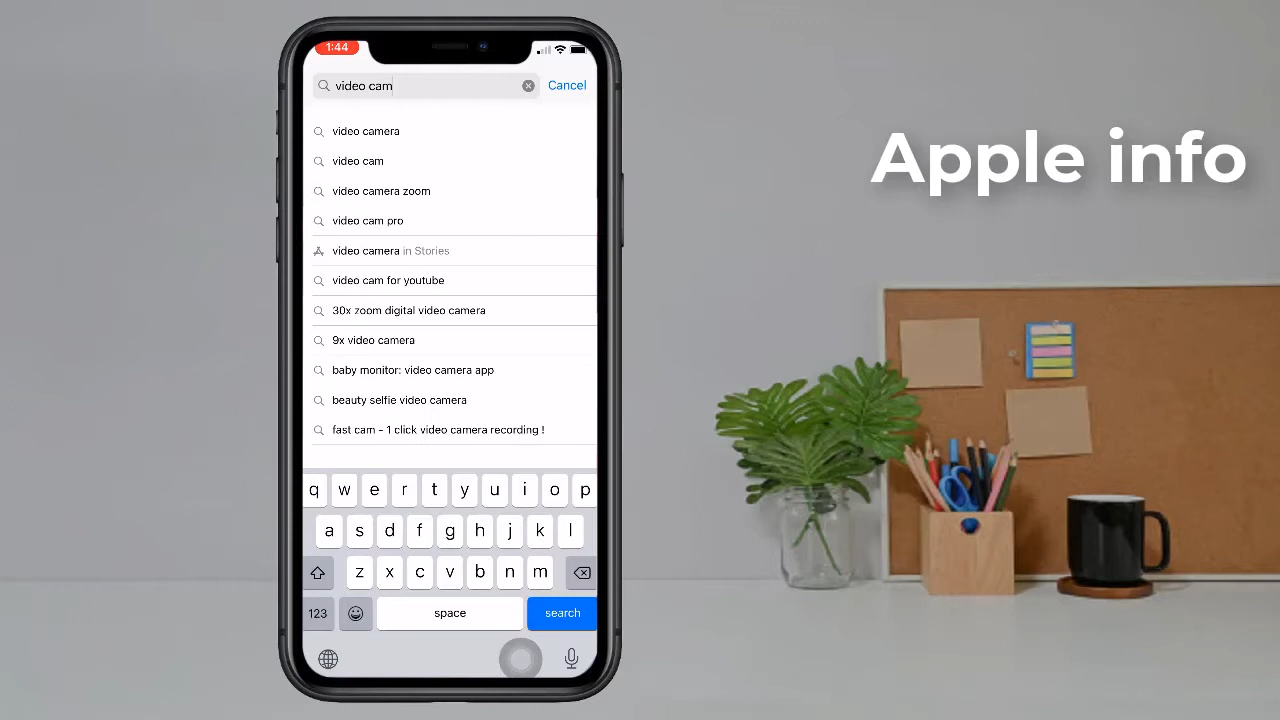 1:44
video cam
Cancel
video camera
video cam
video camera zoom
video cam pro
video camera in Stories
video cam for youtube
30x zoom digital video camera
9x video camera
baby monitor: video camera app
beauty selfie video camera
fast cam - 1 click video camera recording !
q w e r t y u i o p
a s d f g h j k l
z x c v b n m
123
space
search
Apple info